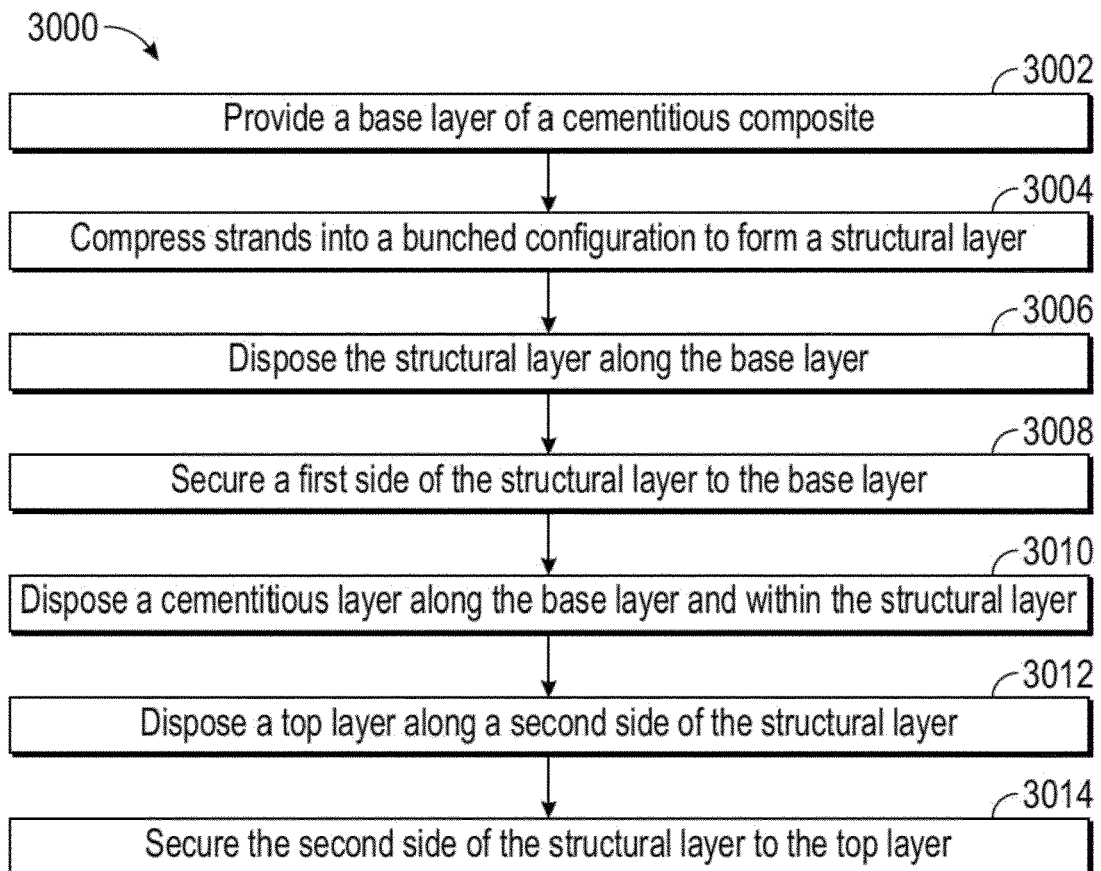 3000
3002
Provide a base layer of a cementitious composite
3004
Compress strands into a bunched configuration to form a structural layer
3006
Dispose the structural layer along the base layer
3008
Secure a first side of the structural layer to the base layer
3010
Dispose a cementitious layer along the base layer and within the structural layer
3012
Dispose a top layer along a second side of the structural layer
3014
Secure the second side of the structural layer to the top layer